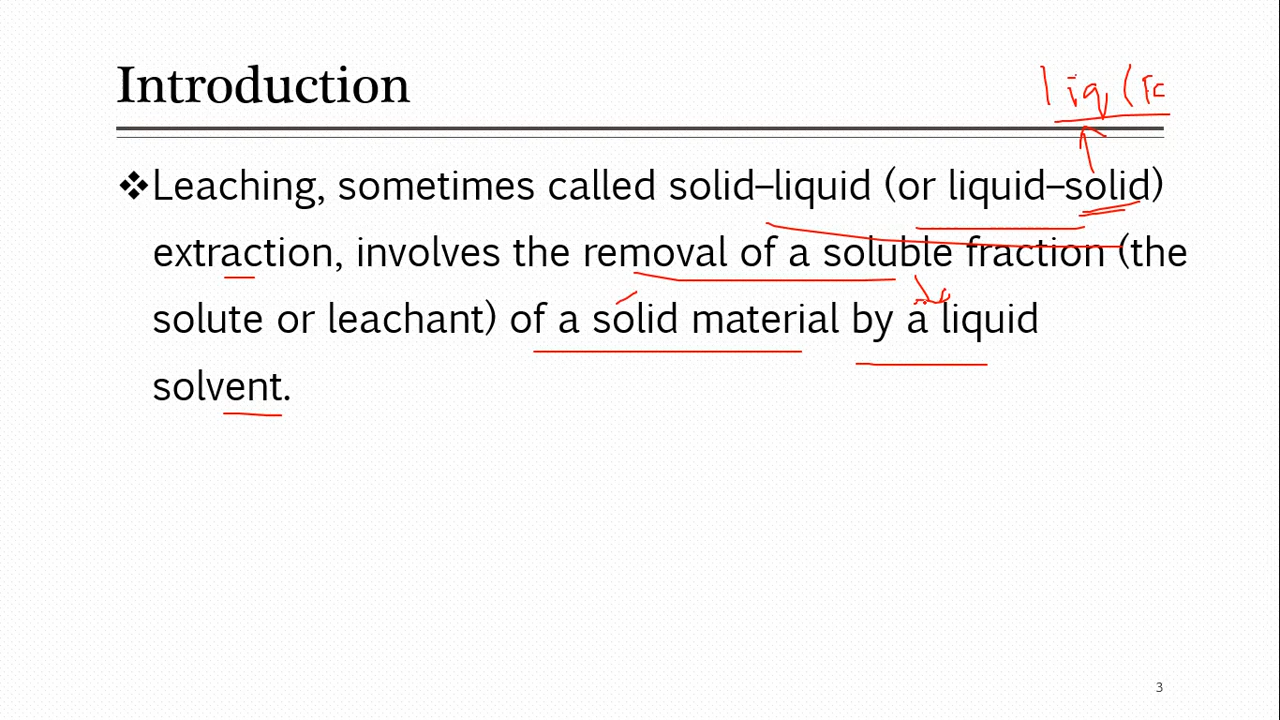 Introduction
liq
❖Leaching, sometimes called solid–liquid (or liquid–solid)
extraction, involves the removal of a soluble fraction (the
solute or leachant) of a solid material by a liquid
solvent.
3